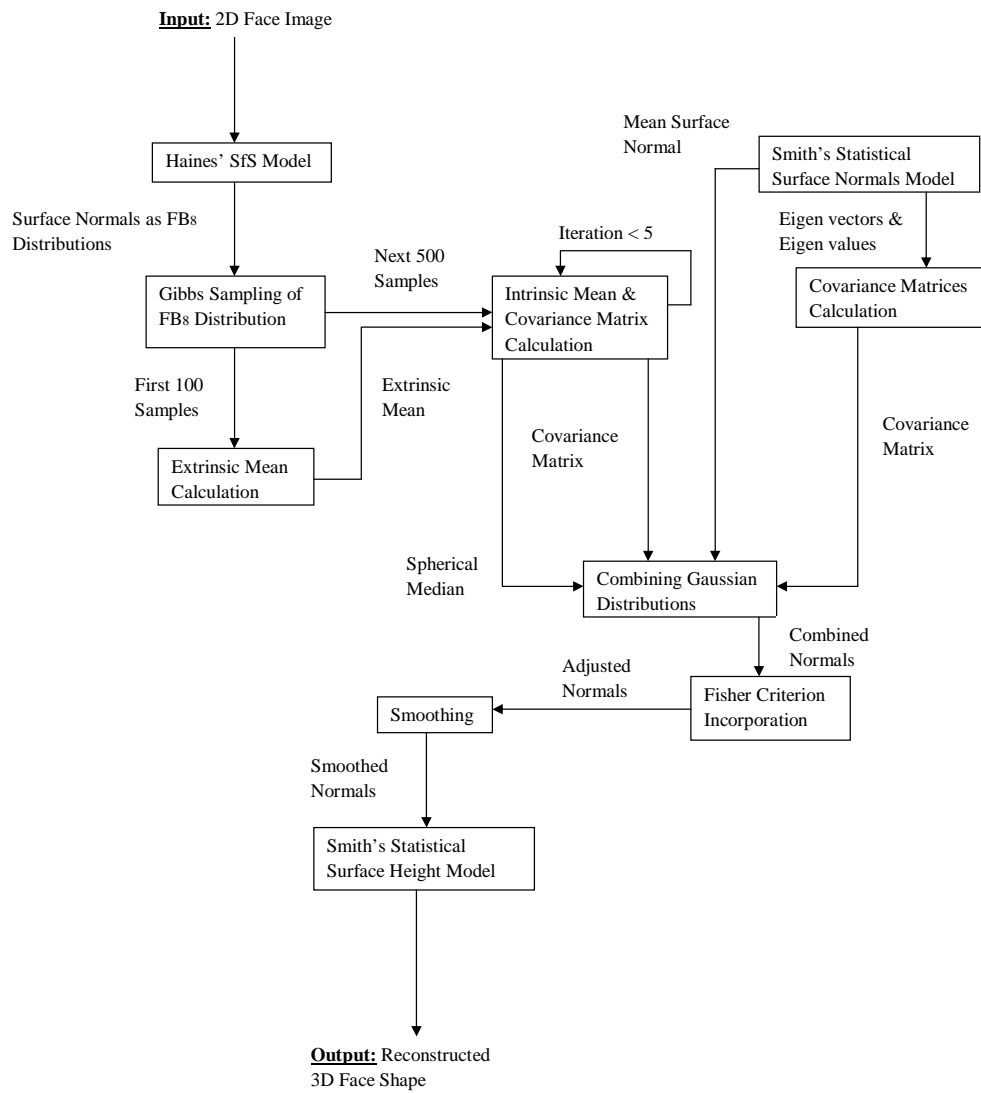 Input: 2D Face Image
Haines' SfS Model
Surface Normals as FB8
Distributions
Gibbs Sampling of
FB8 Distribution
Next 500
Samples
First 100
Samples
Extrinsic Mean
Calculation
Extrinsic
Mean
Iteration < 5
Intrinsic Mean &
Covariance Matrix
Calculation
Mean Surface
Normal
Smith's Statistical
Surface Normals Model
Eigen vectors &
Eigen values
Covariance Matrices
Calculation
Covariance
Matrix
Covariance
Matrix
Spherical
Median
Combining Gaussian
Distributions
Combined
Normals
Fisher Criterion
Incorporation
Adjusted
Normals
Smoothing
Smoothed
Normals
Smith's Statistical
Surface Height Model
Output: Reconstructed
3D Face Shape